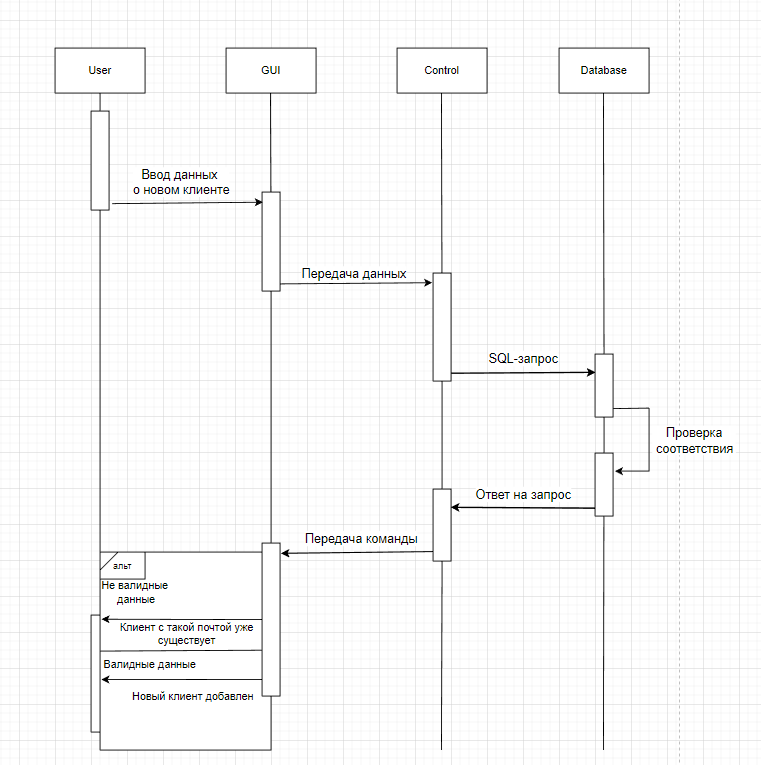 User
GUI
Control
Database
Ввод данных
о новом клиенте
Передача данных
SQL-запрос
Проверка
соответствия
Ответ на запрос
Передача команды
альт
Не валидные
данные
Клиент с такой почтой уже
существует
Валидные данные
Новый клиент добавлен